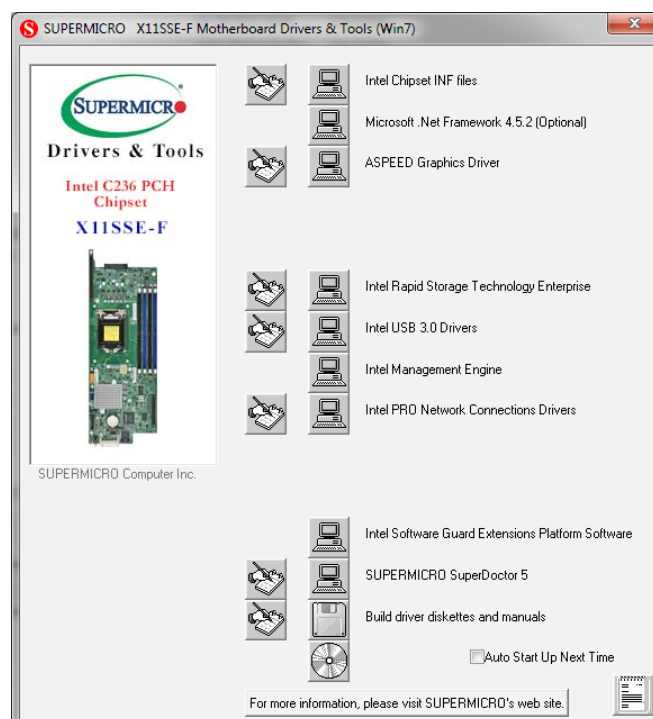 SUPERMICRO X11SSE-F Motherboard Drivers & Tools (Win7)
SUPERMICRO
Drivers & Tools
Intel C236 PCH
Chipset
X11SSE-F
SUPERMICRO Computer Inc.
Intel Chipset INF files
Microsoft .Net Framework 4.5.2 (Optional)
ASPEED Graphics Driver
Intel Rapid Storage Technology Enterprise
Intel USB 3.0 Drivers
Intel Management Engine
Intel PRO Network Connections Drivers
Intel Software Guard Extensions Platform Software
SUPERMICRO SuperDoctor 5
Build driver diskettes and manuals
Auto Start Up Next Time
For more information, please visit SUPERMICRO's web site.